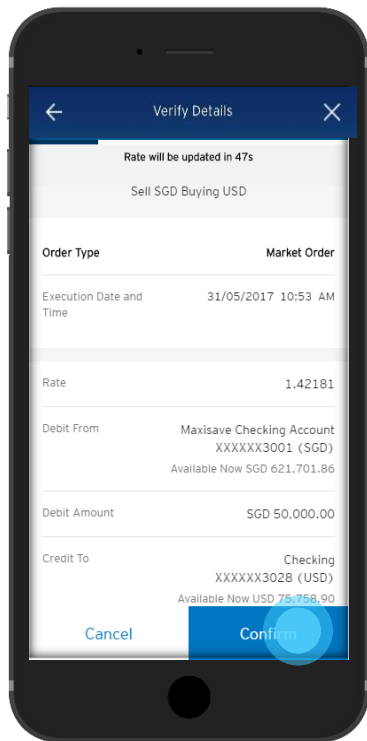 Verify Details
Rate will be updated in 47s
Sell SGD Buying USD
Order Type Market Order
Execution Date and Time 31/05/2017 10:53 AM
Rate 1.42181
Debit From Maxisave Checking Account
XXXXXX3001 (SGD)
Available Now SGD 621,701.86
Debit Amount SGD 50,000.00
Credit To Checking
XXXXXX3028 (USD)
Available Now USD 75,758.90
Cancel Confirm